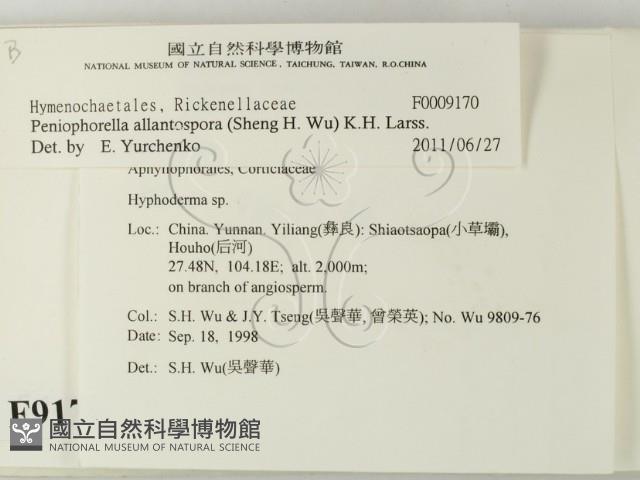 B
國立自然科學博物館
NATIONAL MUSEUM OF NATURAL SCIENCE, TAICHUNG, TAIWAN, R.O.CHINA
Hymenochaetales, Rickenellaceae F0009170
Peniophorella allantospora (Sheng H. Wu) K.H. Larss.
Det. by E. Yurchenko 2011/06/27
Aphyllophorales, Corticiaceae
Hyphoderma sp.
Loc.: China. Yunnan. Yiliang(彝良): Shiaotsaopa(小草壩),
Houho(后河)
27.48N, 104.18E; alt. 2,000m;
on branch of angiosperm.
Col.: S.H. Wu & J.Y. Tseng(吳聲華, 曾榮英); No. Wu 9809-76
Date: Sep. 18, 1998
Det.: S.H. Wu(吳聲華)
F917
國立自然科學博物館
NATIONAL MUSEUM OF NATURAL SCIENCE